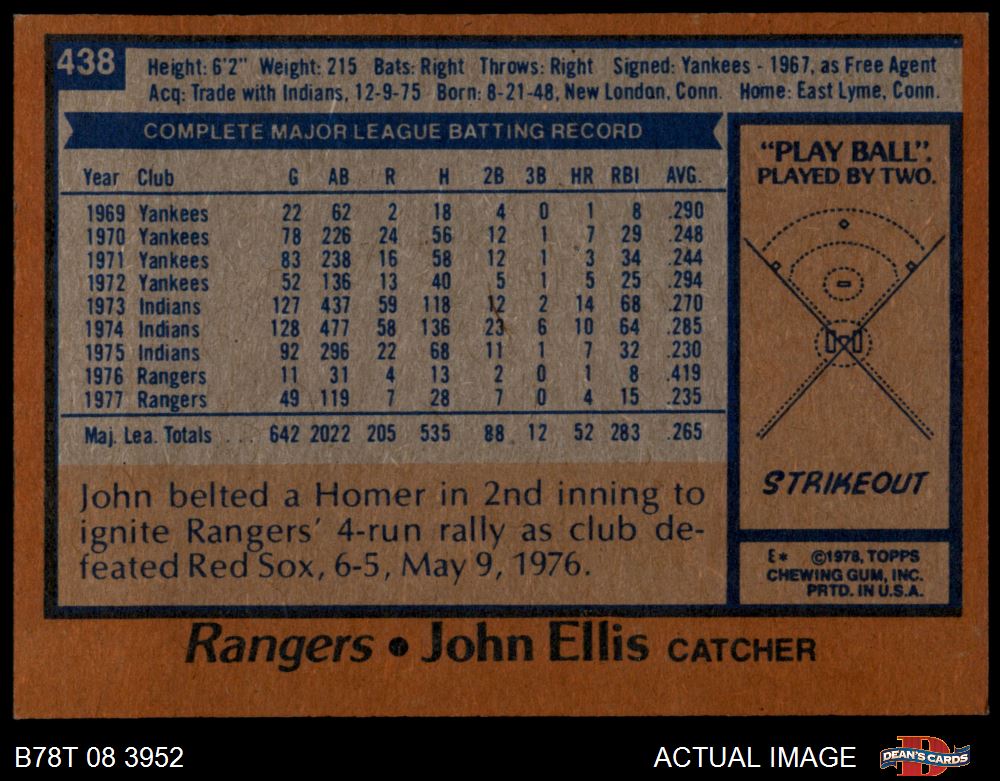 438
Height: 6'2" Weight: 215 Bats: Right Throws: Right Signed: Yankees - 1967, as Free Agent
Acq: Trade with Indians, 12-9-75 Born: 8-21-48, New London, Conn. Home: East Lyme, Conn.
COMPLETE MAJOR LEAGUE BATTING RECORD
Year Club G AB R H 2B 3B HR RBI AVG.
1969 Yankees 22 62 2 18 4 0 1 8 .290
1970 Yankees 78 226 24 56 12 1 7 29 .248
1971 Yankees 83 238 16 58 12 1 3 34 .244
1972 Yankees 52 136 13 40 5 1 5 25 .294
1973 Indians 127 437 59 118 12 2 14 68 .270
1974 Indians 128 477 58 136 23 6 10 64 .285
1975 Indians 92 296 22 68 11 1 7 32 .230
1976 Rangers 11 31 4 13 2 0 1 8 .419
1977 Rangers 49 119 7 28 7 0 4 15 .235
Maj. Lea. Totals . . . 642 2022 205 535 88 12 52 283 .265
John belted a Homer in 2nd inning to
ignite Rangers' 4-run rally as club de-
feated Red Sox, 6-5, May 9, 1976.
"PLAY BALL".
PLAYED BY TWO.
STRIKEOUT
E* ©1978, TOPPS
CHEWING GUM, INC.
PRTD. IN U.S.A.
Rangers • John Ellis CATCHER
B78T 08 3952
ACTUAL IMAGE
DEAN'S CARDS